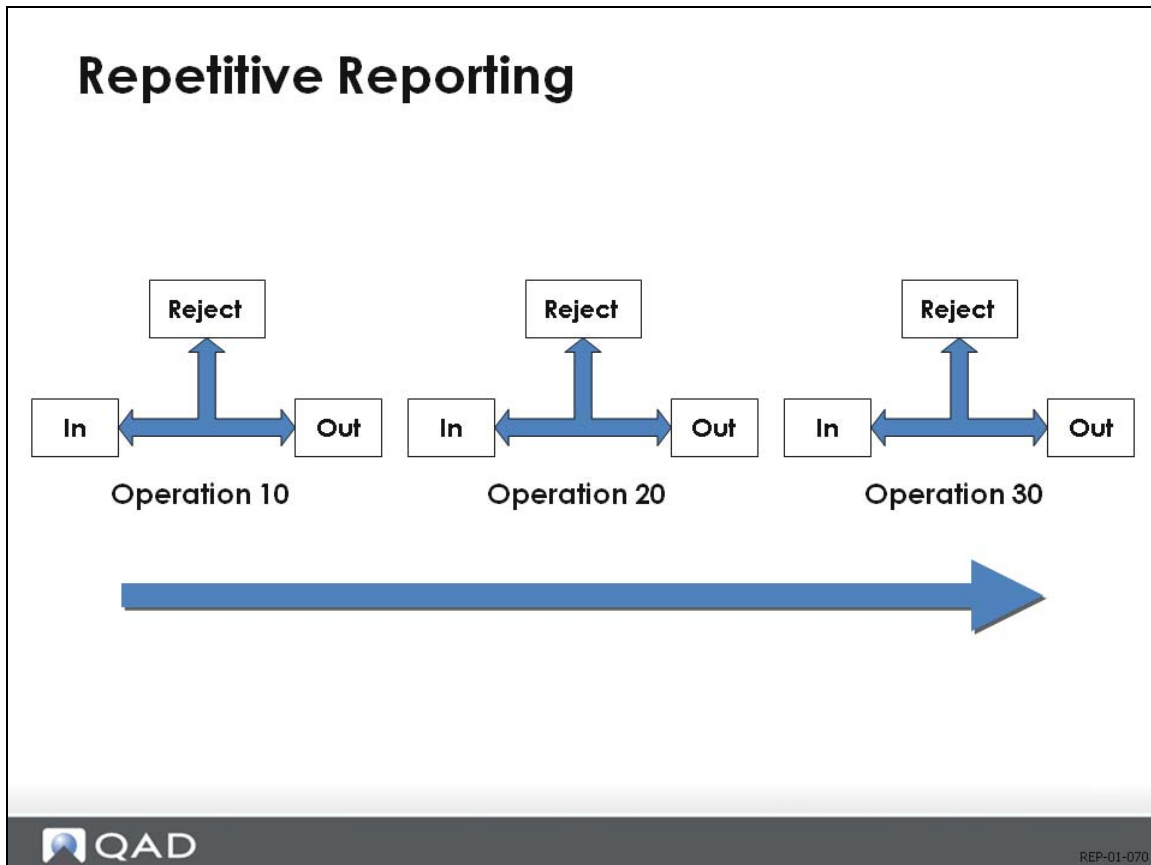 Repetitive Reporting
Reject
Reject
Reject
In
Out
In
Out
In
Out
Operation 10
Operation 20
Operation 30
QAD
REP-01-070